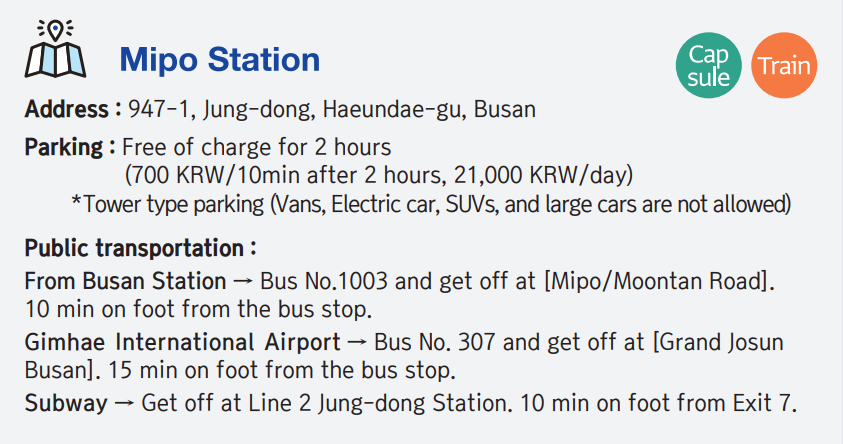 Mipo Station
Cap
sule
Train
Address : 947-1, Jung-dong, Haeundae-gu, Busan
Parking : Free of charge for 2 hours
(700 KRW/10min after 2 hours, 21,000 KRW/day)
*Tower type parking (Vans, Electric car, SUVs, and large cars are not allowed)
Public transportation :
From Busan Station → Bus No.1003 and get off at [Mipo/Moontan Road].
10 min on foot from the bus stop.
Gimhae International Airport → Bus No. 307 and get off at [Grand Josun
Busan]. 15 min on foot from the bus stop.
Subway → Get off at Line 2 Jung-dong Station. 10 min on foot from Exit 7.